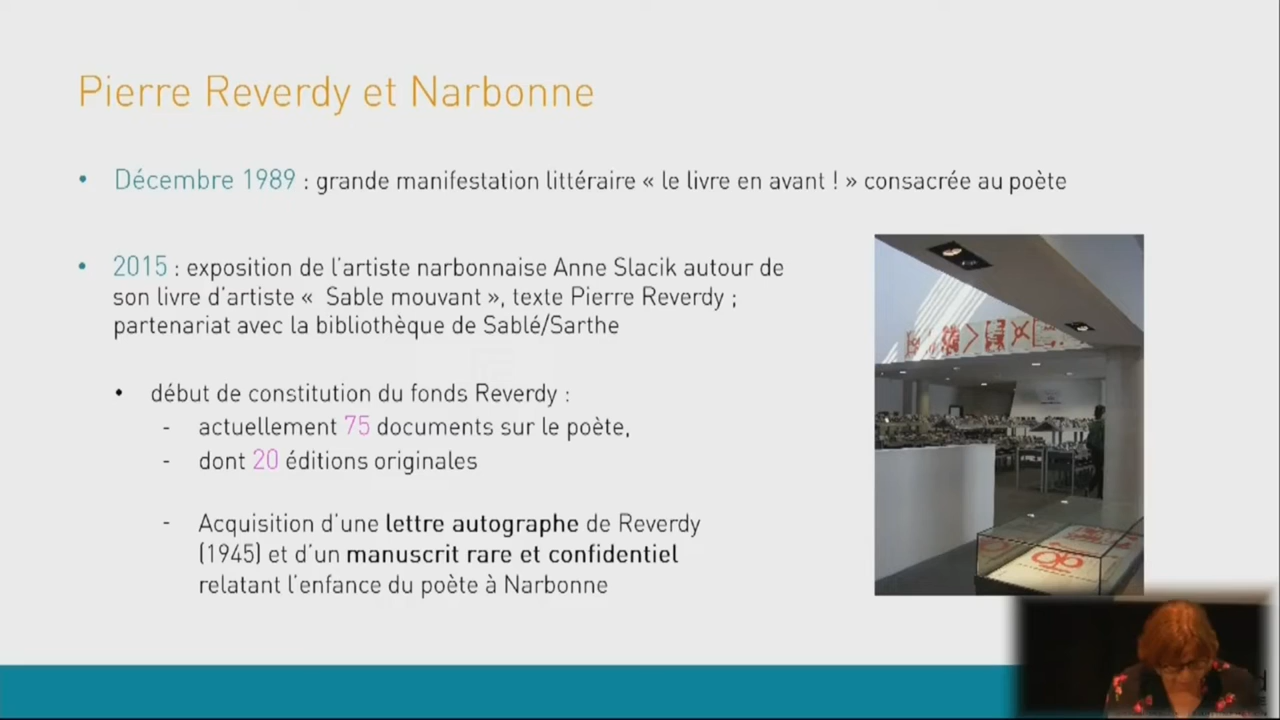 Pierre Reverdy et Narbonne
• Décembre 1989 : grande manifestation littéraire « le livre en avant ! » consacrée au poète
• 2015 : exposition de l'artiste narbonnaise Anne Slacik autour de
son livre d'artiste «  Sable mouvant », texte Pierre Reverdy ;
partenariat avec la bibliothèque de Sablé/Sarthe
• début de constitution du fonds Reverdy :
- actuellement 75 documents sur le poète,
- dont 20 éditions originales
- Acquisition d'une lettre autographe de Reverdy
(1945) et d'un manuscrit rare et confidentiel
relatant l'enfance du poète à Narbonne